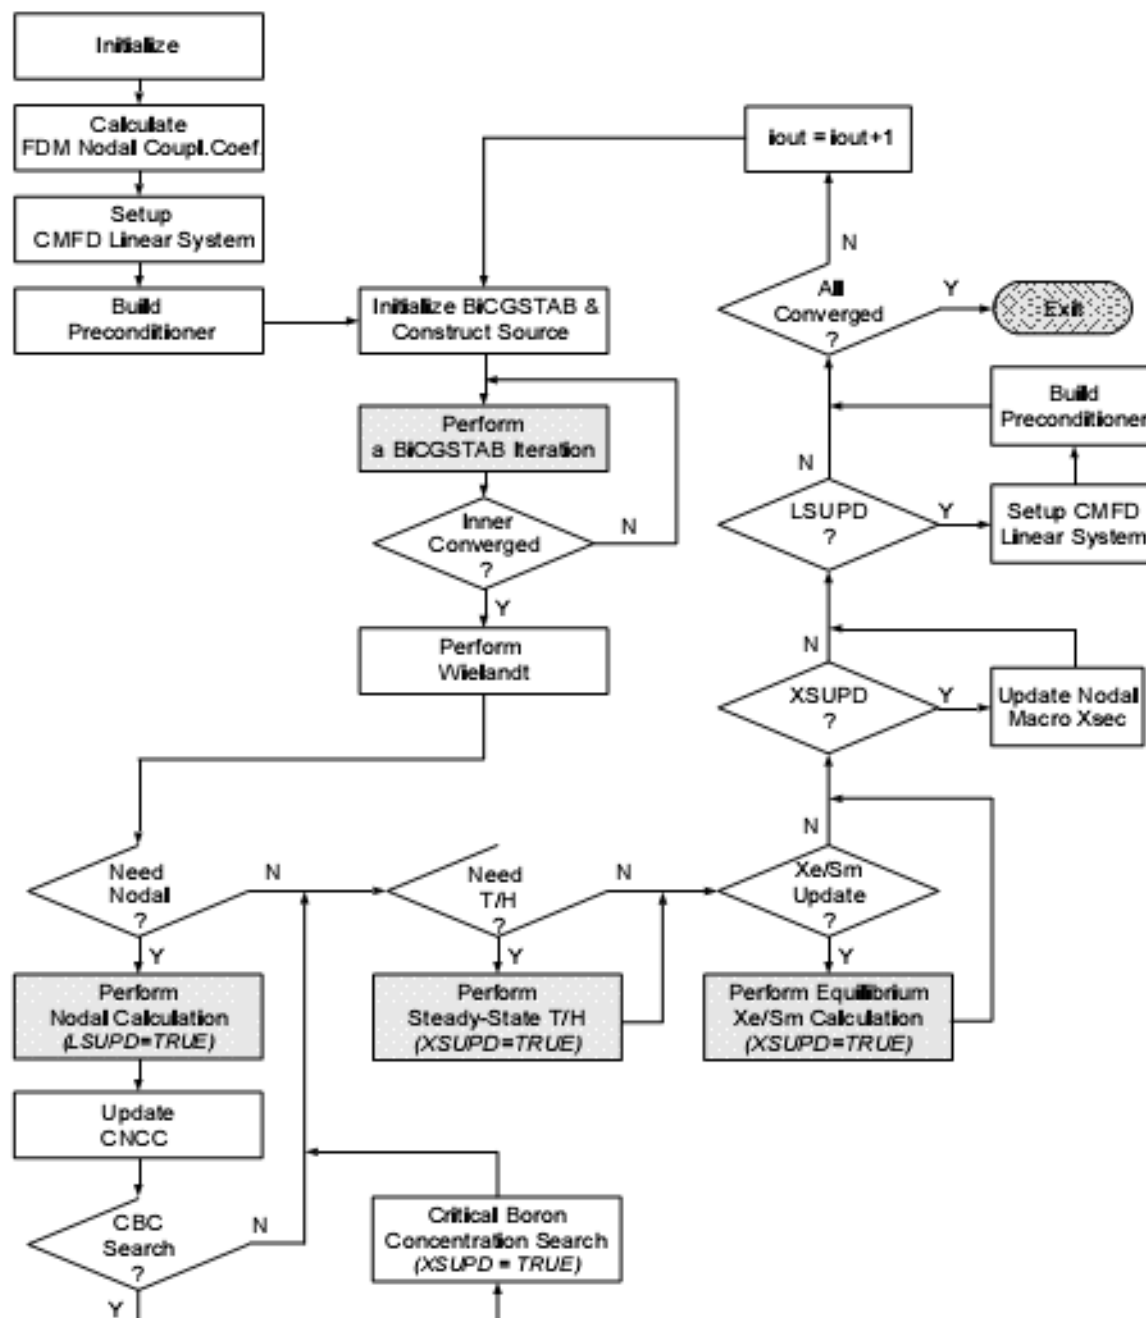 Initialize
Calculate
FDM Nodal Coupl.Coef.
Setup
CMFD Linear System
Build
Preconditioner
iout = iout+1
Initialize BiCGSTAB &
Construct Source
Perform
a BiCGSTAB Iteration
Inner
Converged
?
N
Y
Perform
Wielandt
N
All
Converged
?
Y
Exit
Build
Preconditioner
N
LSUPD
?
Y
Setup CMFD
Linear System
N
XSUPD
?
Y
Update Nodal
Macro Xsec
N
Need
Nodal
?
N
Y
Need
T/H
?
N
Y
Xe/Sm
Update
?
Y
Perform
Nodal Calculation
(LSUPD=TRUE)
Perform
Steady-State T/H
(XSUPD=TRUE)
Perform Equilibrium
Xe/Sm Calculation
(XSUPD=TRUE)
Update
CNCC
CBC
Search
?
N
Y
Critical Boron
Concentration Search
(XSUPD = TRUE)